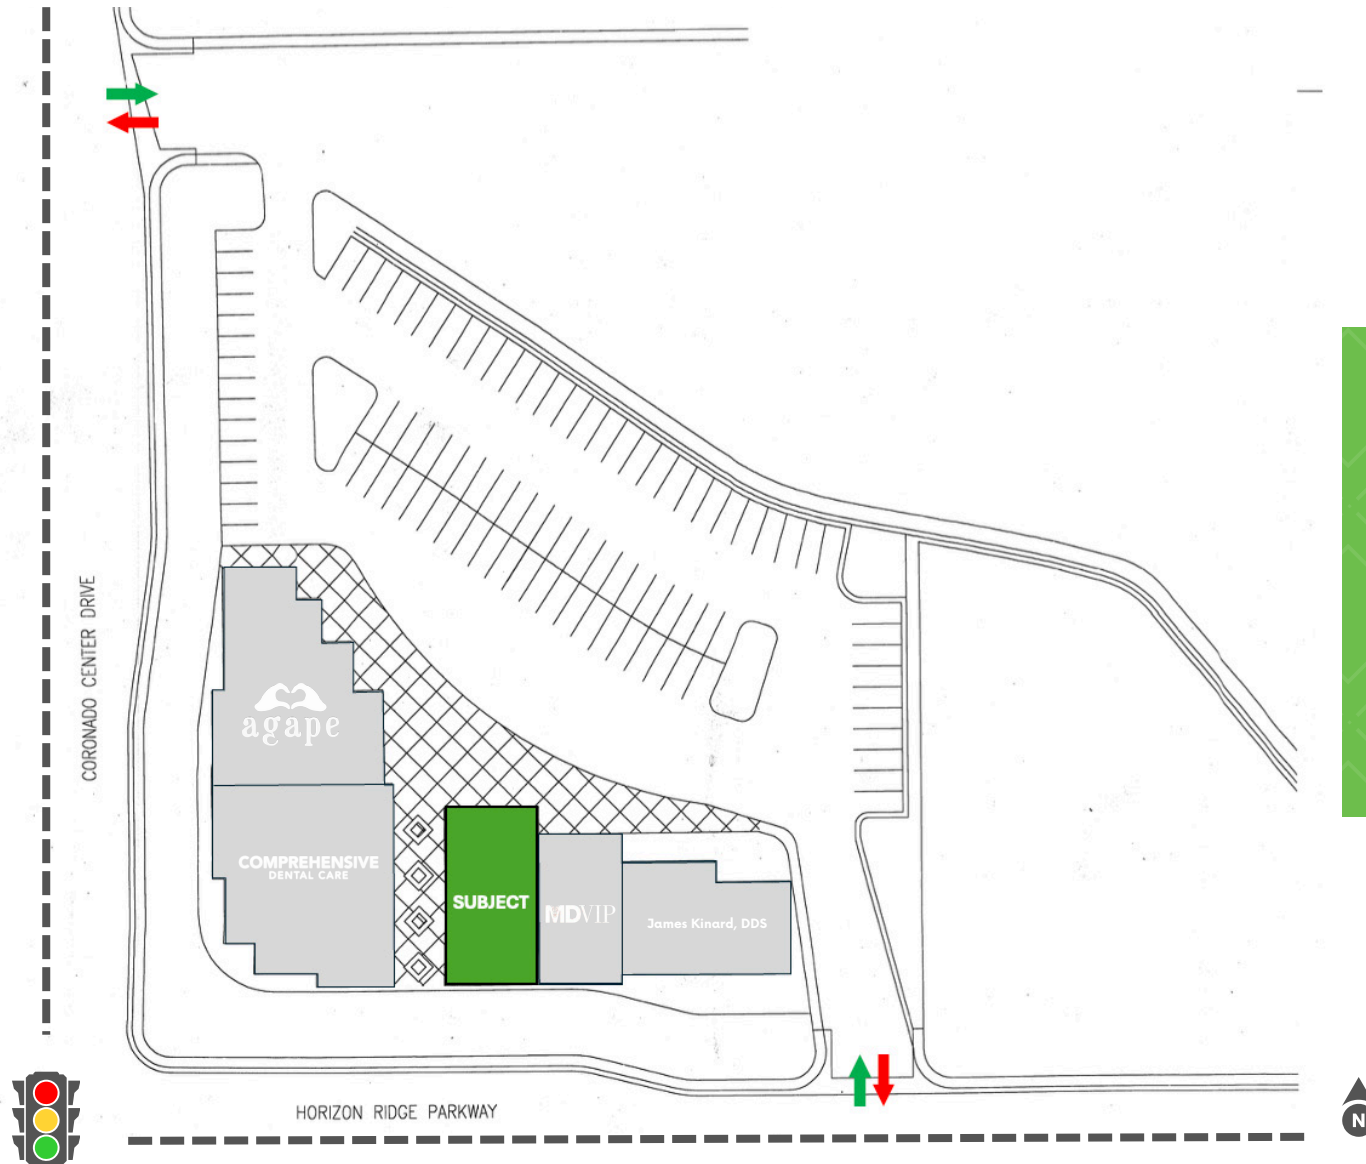 CORONADO CENTER DRIVE
agape
COMPREHENSIVE
DENTAL CARE
SUBJECT
MDVIP
James Kinard, DDS
HORIZON RIDGE PARKWAY
N